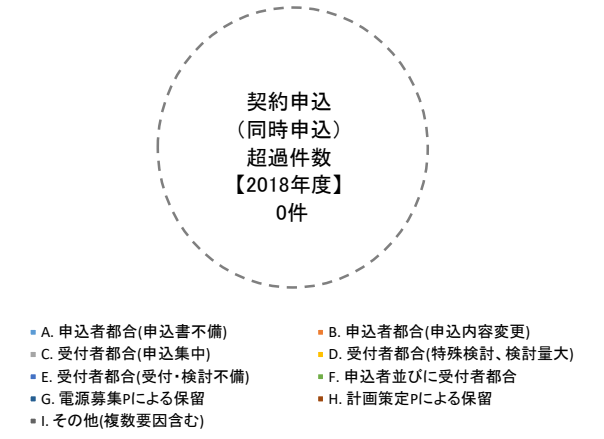 契約申込
（同時申込）
超過件数
【2018年度】
0件
A. 申込者都合(申込書不備)
B. 申込者都合(申込内容変更)
C. 受付者都合(申込集中)
D. 受付者都合(特殊検討、検討量大)
E. 受付者都合(受付・検討不備)
F. 申込者並びに受付者都合
G. 電源募集Pによる保留
H. 計画策定Pによる保留
I. その他(複数要因含む)